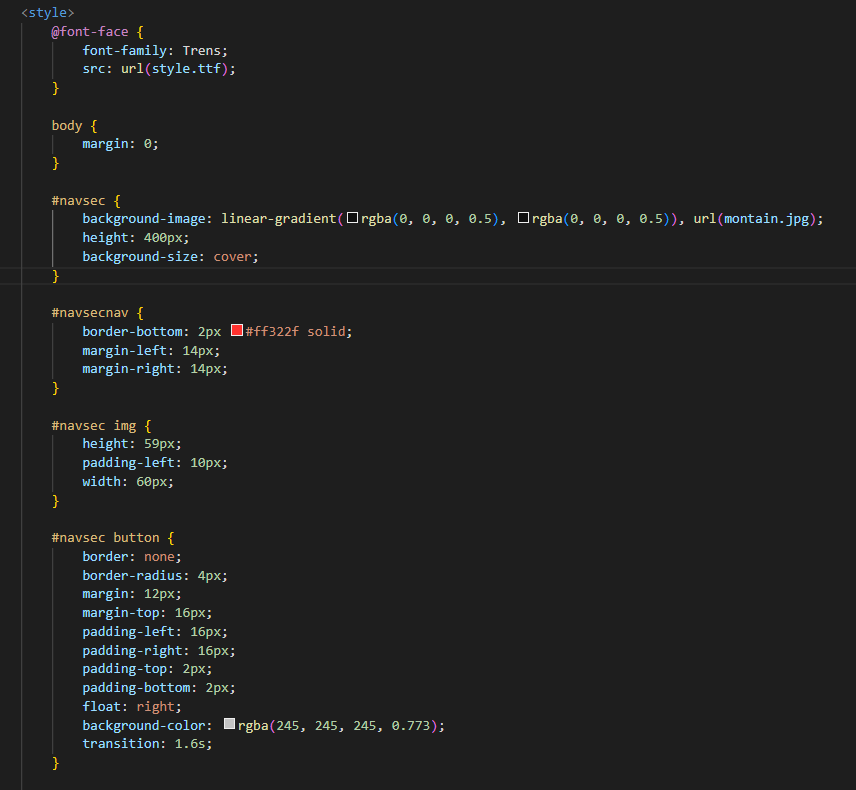 <style>
@font-face {
font-family: Trens;
src: url(style.ttf);
}
body {
margin: 0;
}
#navsec {
background-image: linear-gradient(rgba(0, 0, 0, 0.5), rgba(0, 0, 0, 0.5)), url(montain.jpg);
height: 400px;
background-size: cover;
}
#navsecnav {
border-bottom: 2px #ff322f solid;
margin-left: 14px;
margin-right: 14px;
}
#navsec img {
height: 59px;
padding-left: 10px;
width: 60px;
}
#navsec button {
border: none;
border-radius: 4px;
margin: 12px;
margin-top: 16px;
padding-left: 16px;
padding-right: 16px;
padding-top: 2px;
padding-bottom: 2px;
float: right;
background-color: rgba(245, 245, 245, 0.773);
transition: 1.6s;
}